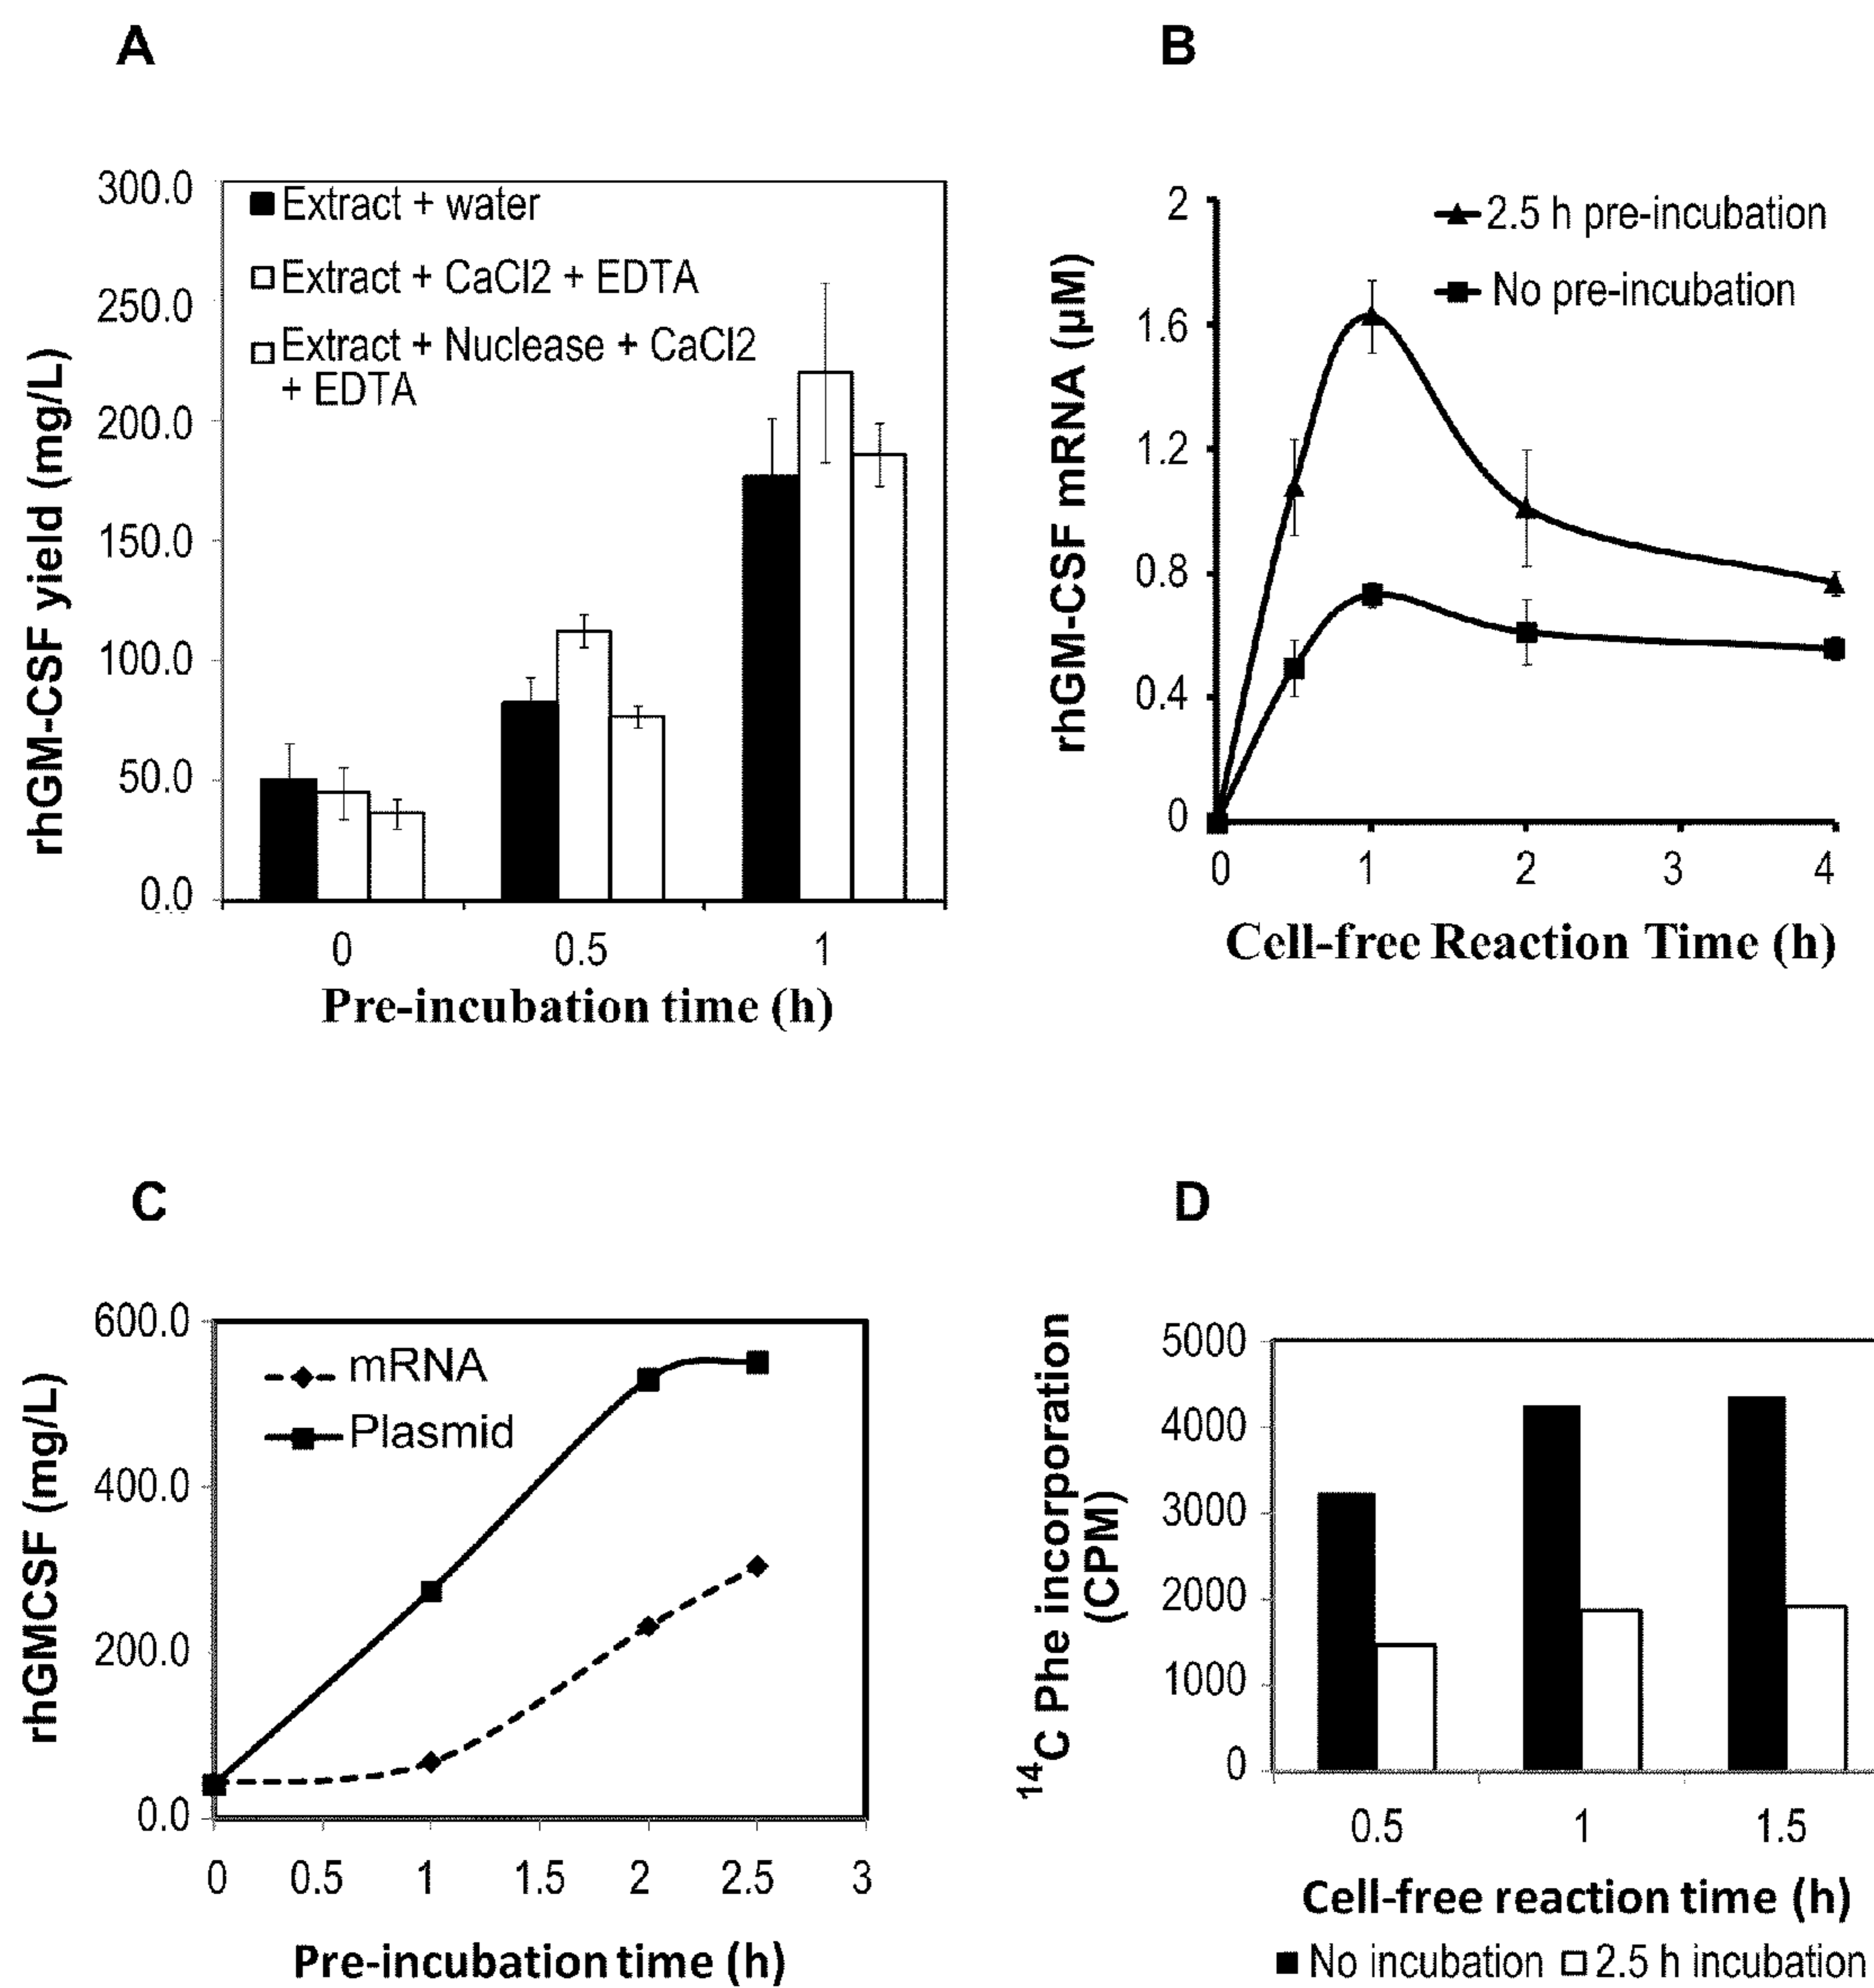 A
rhGM-CSF yield (mg/L)
300.0
250.0
200.0
150.0
100.0
50.0
0.0
Extract + water
Extract + CaCl2 + EDTA
Extract + Nuclease + CaCl2
+ EDTA
0 0.5 1
Pre-incubation time (h)
B
rhGM-CSF mRNA (µM)
2
1.6
1.2
0.8
0.4
0
2.5 h pre-incubation
No pre-incubation
0 1 2 3 4
Cell-free Reaction Time (h)
C
rhGMCSF (mg/L)
600.0
400.0
200.0
0.0
mRNA
Plasmid
0 0.5 1 1.5 2 2.5 3
Pre-incubation time (h)
D
14C Phe incorporation
(CPM)
5000
4000
3000
2000
1000
0
0.5 1 1.5
Cell-free reaction time (h)
No incubation 2.5 h incubation